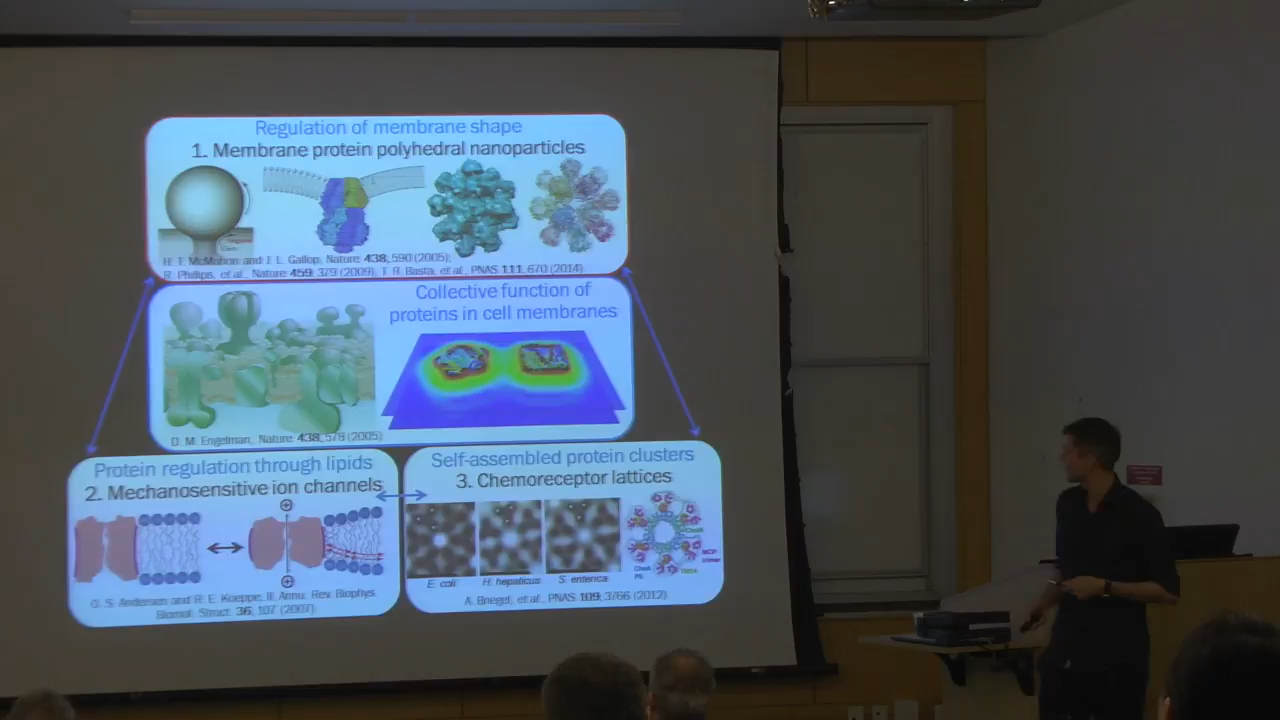 Regulation of membrane shape
1. Membrane protein polyhedral nanoparticles
H. T. McMahon and J. L. Gallop, Nature 438, 590 (2005);
R. Phillips, et al., Nature 459, 379 (2009), T. R. Basta, et al., PNAS 111, 670 (2014)
Collective function of
proteins in cell membranes
D. M. Engelman, Nature 438, 578 (2005)
Protein regulation through lipids
2. Mechanosensitive ion channels
O. S. Andersen and R. E. Koeppe, II. Annu. Rev. Biophys.
Biomol. Struct. 36, 107 (2007)
Self-assembled protein clusters
3. Chemoreceptor lattices
E. coli H. hepaticus S. enterica
MCP
trimer
A. Briegel, et al., PNAS 109, 3766 (2012)